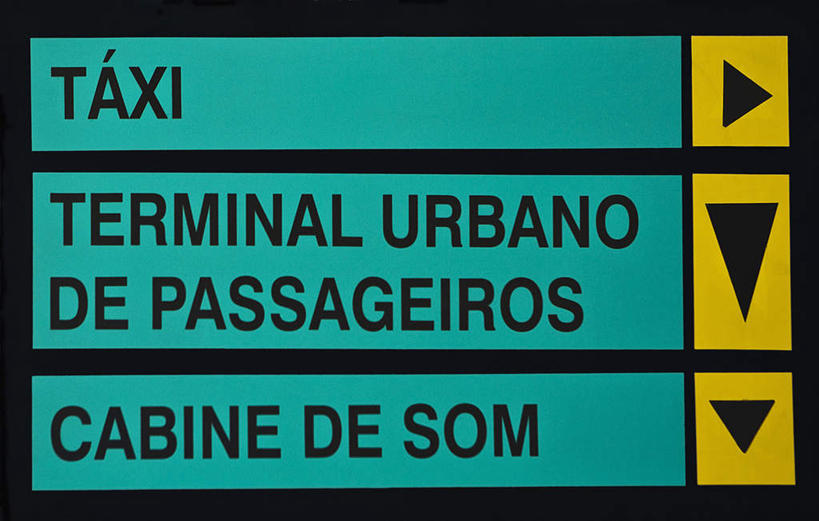 TÁXI
TERMINAL URBANO
DE PASSAGEIROS
CABINE DE SOM